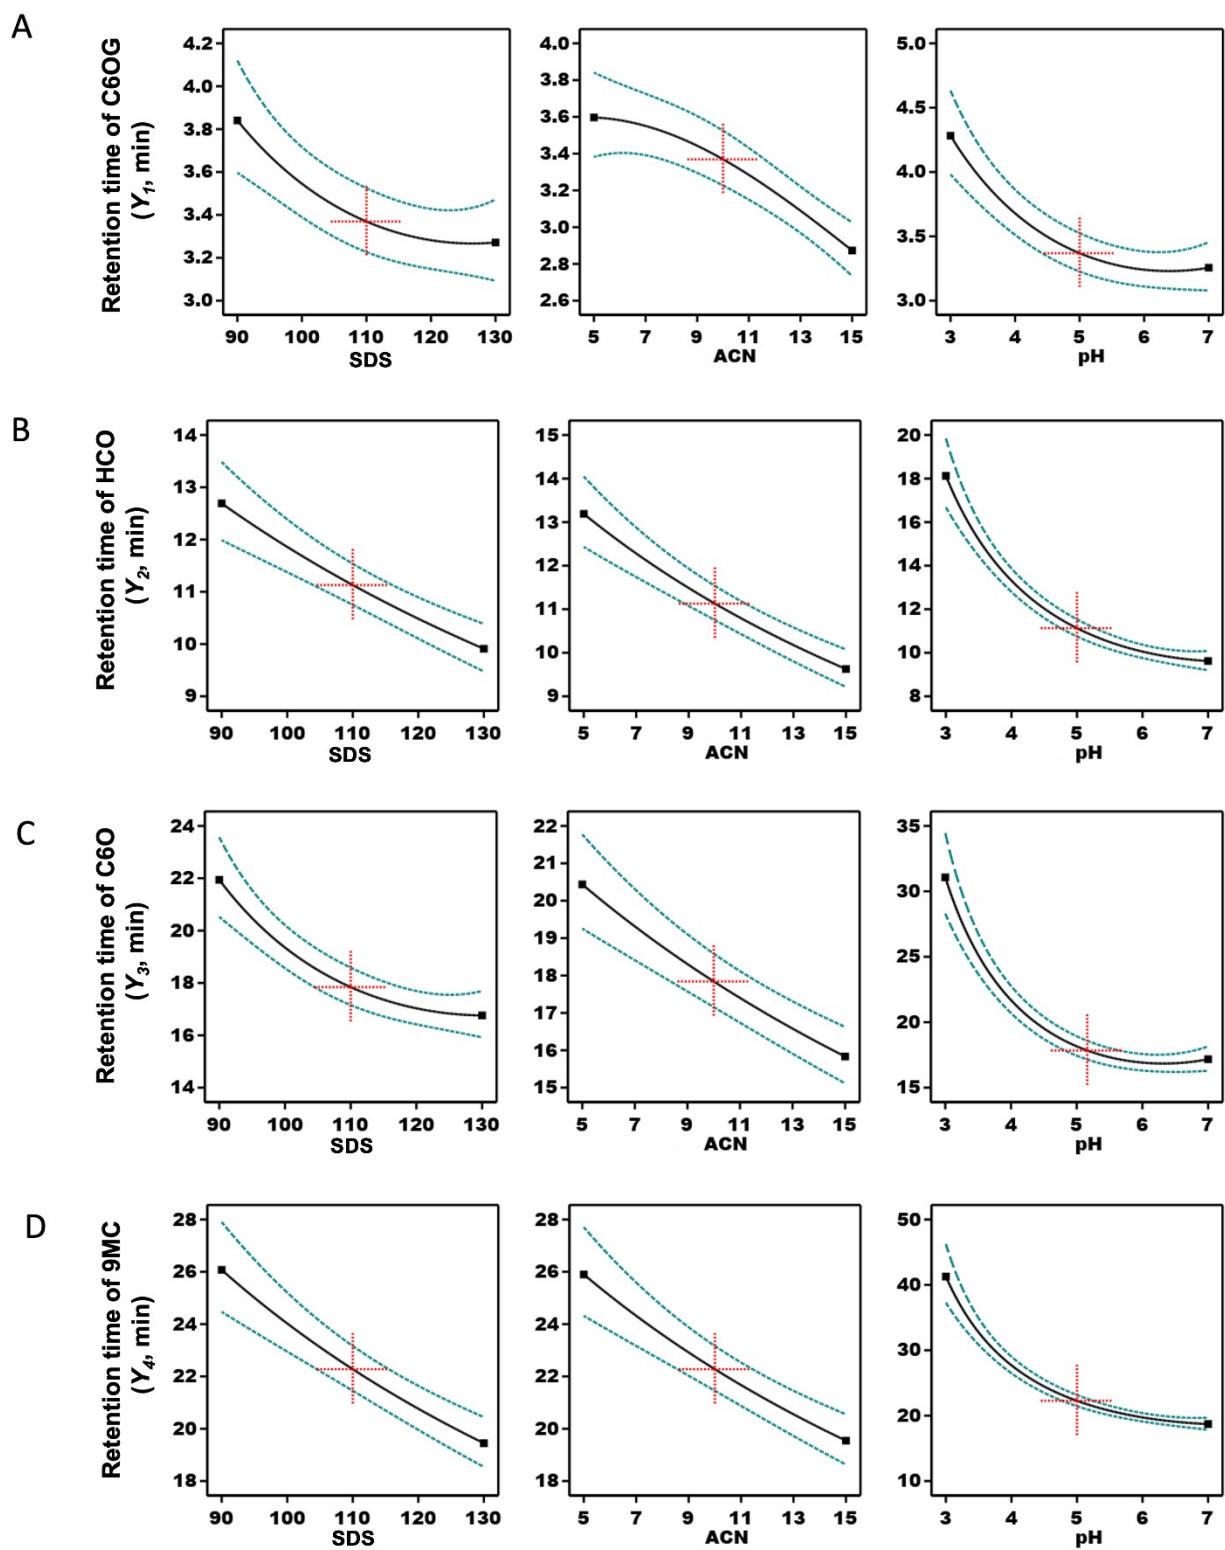 A
Retention time of C6OG
(Y1, min)
4.2
4.0
3.8
3.6
3.4
3.2
3.0
90 100 110 120 130
SDS
4.0
3.8
3.6
3.4
3.2
3.0
2.8
2.6
5 7 9 11 13 15
ACN
5.0
4.5
4.0
3.5
3.0
3 4 5 6 7
pH
B
Retention time of HCO
(Y2, min)
14
13
12
11
10
9
90 100 110 120 130
SDS
15
14
13
12
11
10
9
5 7 9 11 13 15
ACN
20
18
16
14
12
10
8
3 4 5 6 7
pH
C
Retention time of C6O
(Y3, min)
24
22
20
18
16
14
90 100 110 120 130
SDS
22
21
20
19
18
17
16
15
5 7 9 11 13 15
ACN
35
30
25
20
15
3 4 5 6 7
pH
D
Retention time of 9MC
(Y4, min)
28
26
24
22
20
18
90 100 110 120 130
SDS
28
26
24
22
20
18
5 7 9 11 13 15
ACN
50
40
30
20
10
3 4 5 6 7
pH